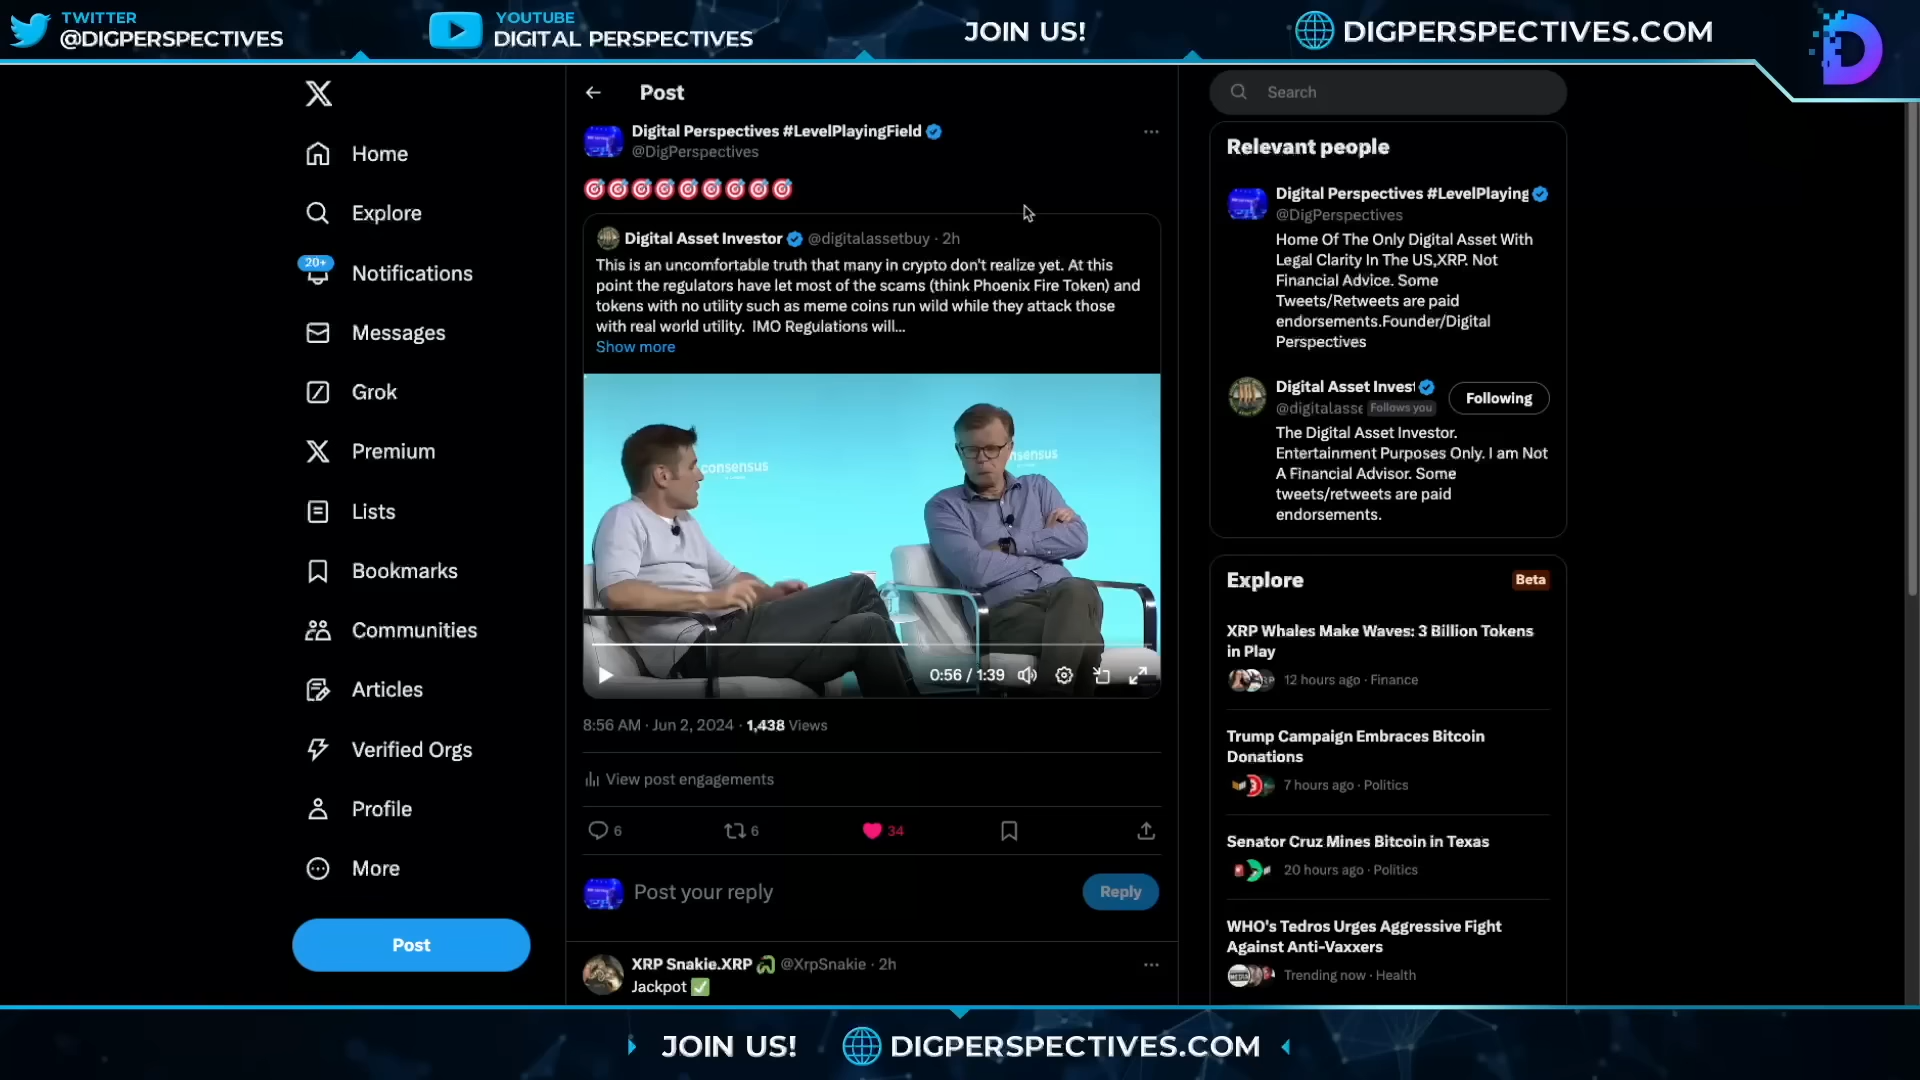 TWITTER
@DIGPERSPECTIVES
YOUTUBE
DIGITAL PERSPECTIVES
JOIN US!
DIGPERSPECTIVES.COM
Home
Explore
20+
Notifications
Messages
Grok
Premium
Lists
Bookmarks
Communities
Articles
Verified Orgs
Profile
More
Post
Post
Digital Perspectives #LevelPlayingField
@DigPerspectives
Digital Asset Investor @digitalassetbuy · 2h
This is an uncomfortable truth that many in crypto don't realize yet. At this
point the regulators have let most of the scams (think Phoenix Fire Token) and
tokens with no utility such as meme coins run wild while they attack those
with real world utility. IMO Regulations will...
Show more
consensus
nsensus
0:56 / 1:39
8:56 AM · Jun 2, 2024 · 1,438 Views
View post engagements
6
6
34
Post your reply
Reply
XRP Snakie.XRP @XrpSnakie · 2h
Jackpot ✅
Search
Relevant people
Digital Perspectives #LevelPlaying
@DigPerspectives
Home Of The Only Digital Asset With
Legal Clarity In The US,XRP. Not
Financial Advice. Some
Tweets/Retweets are paid
endorsements.Founder/Digital
Perspectives
Digital Asset Inves
@digitalasse Follows you
Following
The Digital Asset Investor.
Entertainment Purposes Only. I am Not
A Financial Advisor. Some
tweets/retweets are paid
endorsements.
Explore
Beta
XRP Whales Make Waves: 3 Billion Tokens
in Play
12 hours ago · Finance
Trump Campaign Embraces Bitcoin
Donations
7 hours ago · Politics
Senator Cruz Mines Bitcoin in Texas
20 hours ago · Politics
WHO's Tedros Urges Aggressive Fight
Against Anti-Vaxxers
Trending now · Health
JOIN US!
DIGPERSPECTIVES.COM